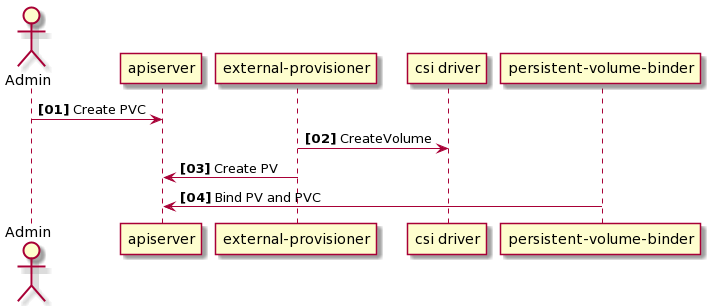 Admin
apiserver
external-provisioner
csi driver
persistent-volume-binder
[01] Create PVC
[02] CreateVolume
[03] Create PV
[04] Bind PV and PVC
Admin
apiserver
external-provisioner
csi driver
persistent-volume-binder